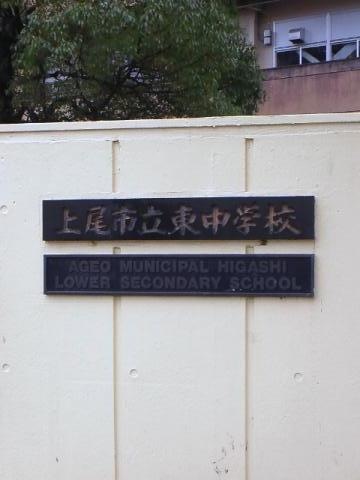 上尾市立東中学校
AGEO MUNICIPAL HIGASHI
LOWER SECONDARY SCHOOL